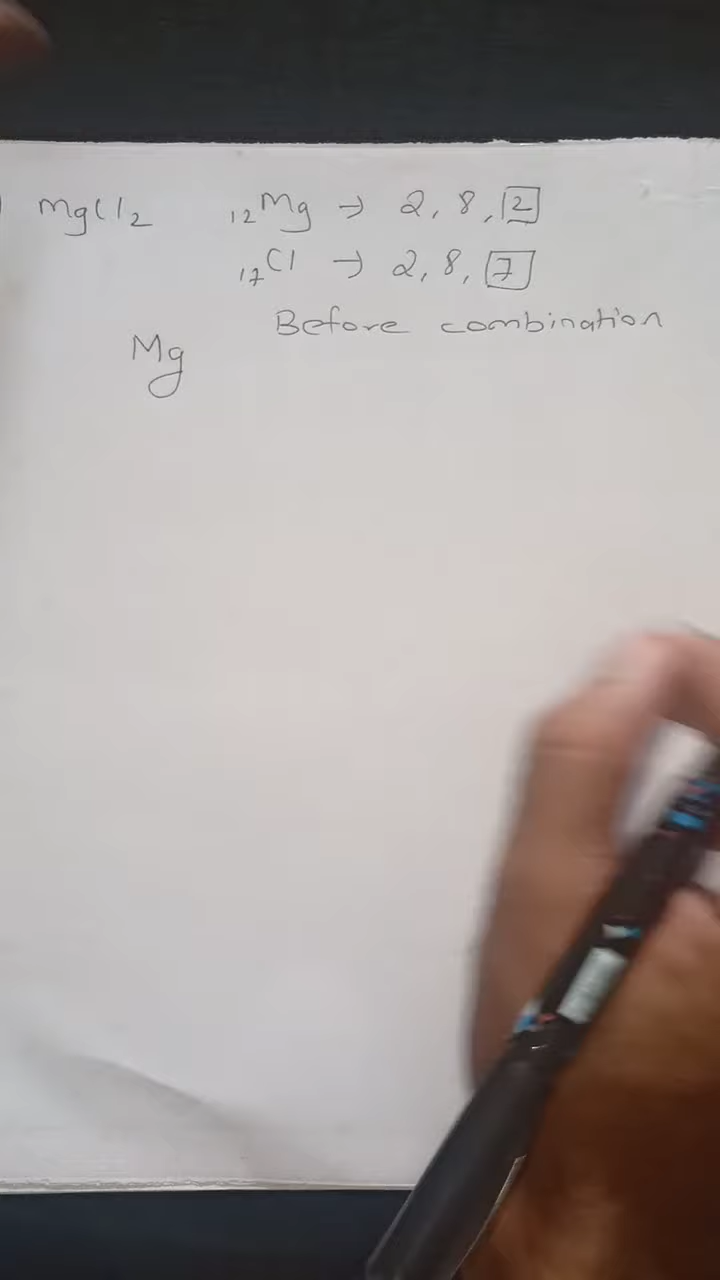 MgCl₂ ₁₂Mg → 2, 8, 2
₁₇Cl → 2, 8, 7
Before combination
Mg